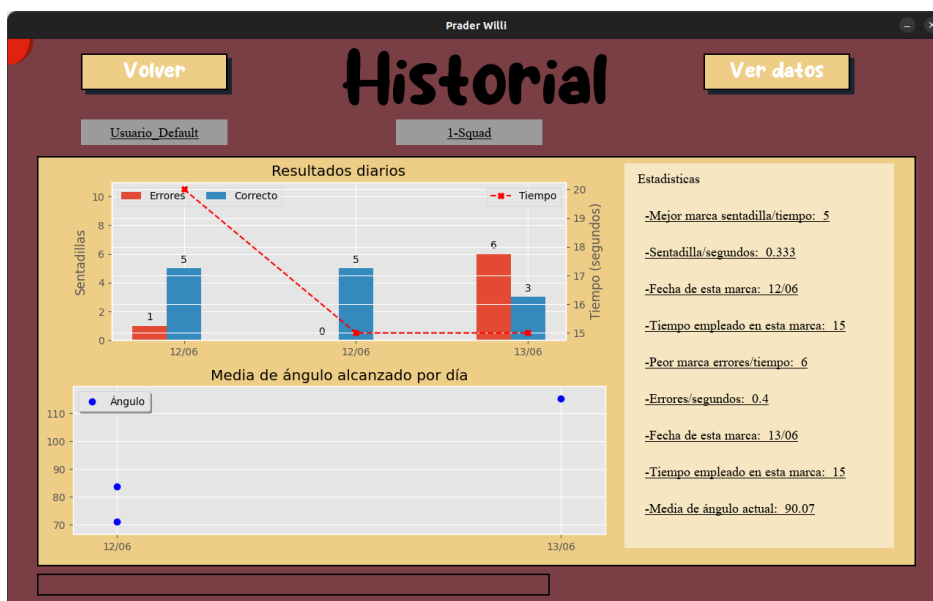 Prader Willi
Volver
Historial
Ver datos
Usuario_Default
1-Squad
Resultados diarios
Errores Correcto Tiempo
Sentadillas
10
8
6
4
2
0
1 5 0 5 6 3
20
19
18
17
16
15
Tiempo (segundos)
12/06 12/06 13/06
Media de ángulo alcanzado por día
Ángulo
110
100
90
80
70
12/06 13/06
Estadisticas
-Mejor marca sentadilla/tiempo: 5
-Sentadilla/segundos: 0.333
-Fecha de esta marca: 12/06
-Tiempo empleado en esta marca: 15
-Peor marca errores/tiempo: 6
-Errores/segundos: 0.4
-Fecha de esta marca: 13/06
-Tiempo empleado en esta marca: 15
-Media de ángulo actual: 90.07